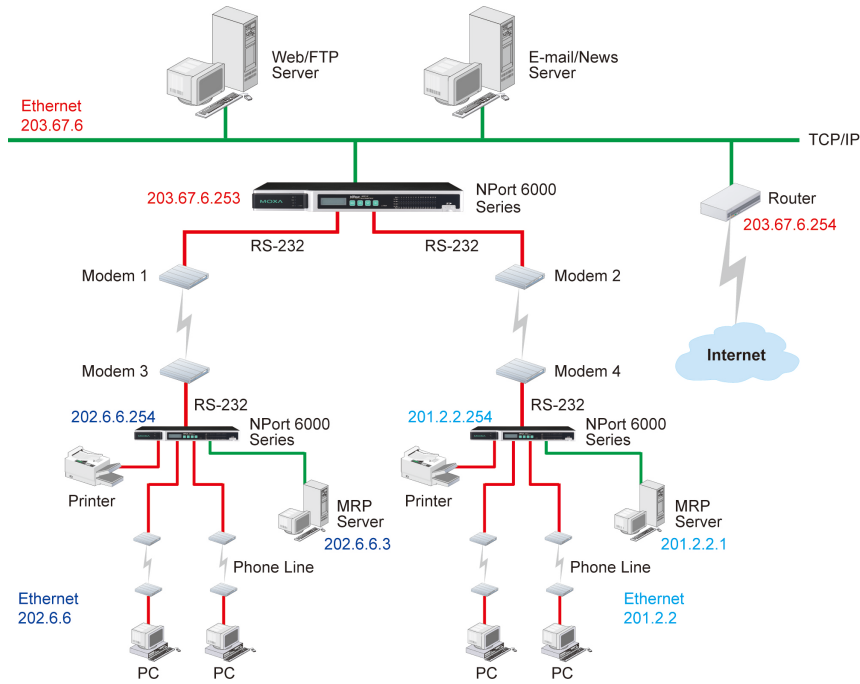 Web/FTP
Server
E-mail/News
Server
Ethernet
203.67.6
TCP/IP
203.67.6.253
MOXA
NPort 6000
Series
Router
203.67.6.254
RS-232
RS-232
Modem 1
Modem 2
Internet
Modem 3
Modem 4
RS-232
RS-232
202.6.6.254
NPort 6000
Series
201.2.2.254
NPort 6000
Series
Printer
MRP
Server
202.6.6.3
Printer
MRP
Server
201.2.2.1
Phone Line
Phone Line
Ethernet
202.6.6
Ethernet
201.2.2
PC
PC
PC
PC